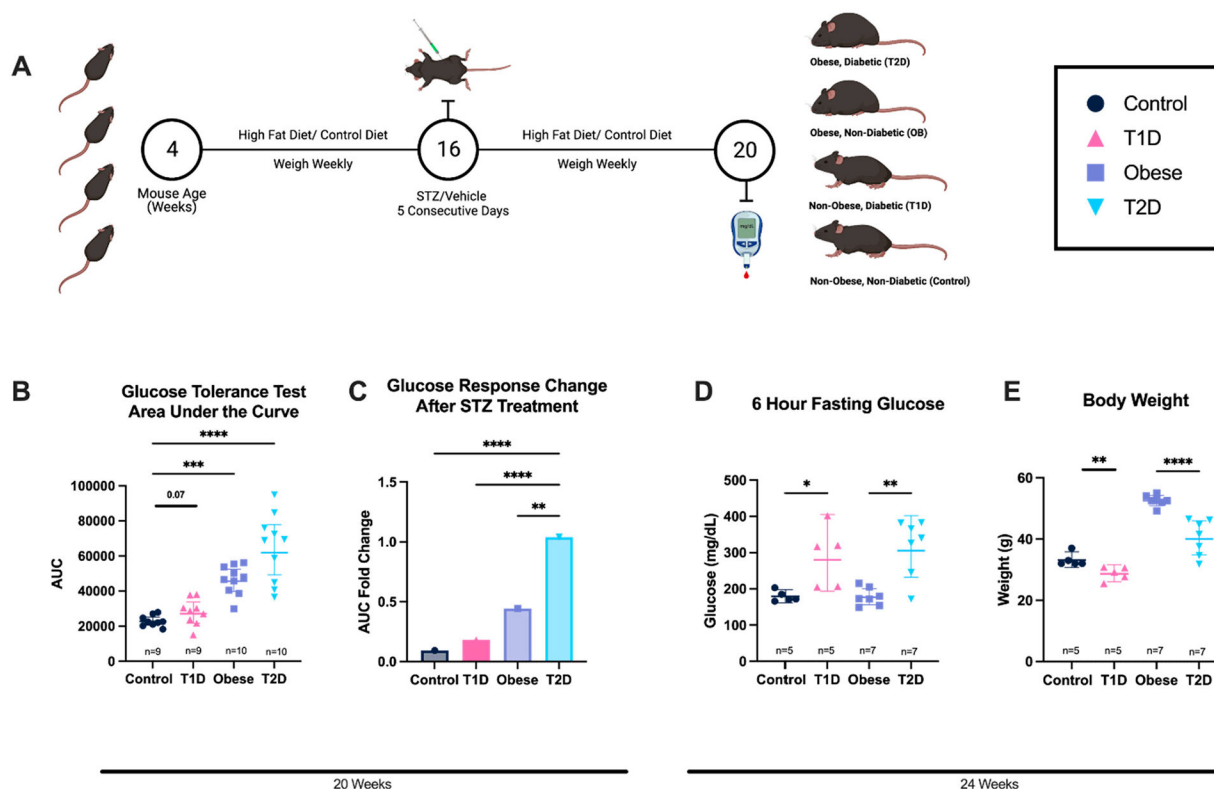 A
4
Mouse Age
(Weeks)
High Fat Diet/ Control Diet
Weigh Weekly
16
STZ/Vehicle
5 Consecutive Days
High Fat Diet/ Control Diet
Weigh Weekly
20
Obese, Diabetic (T2D)
Obese, Non-Diabetic (OB)
Non-Obese, Diabetic (T1D)
Non-Obese, Non-Diabetic (Control)
Control
T1D
Obese
T2D
B
Glucose Tolerance Test
Area Under the Curve
****
***
0.07
100000
80000
60000
40000
20000
0
AUC
n=9 n=9 n=10 n=10
Control T1D Obese T2D
C
Glucose Response Change
After STZ Treatment
****
****
**
1.5
1.0
0.5
0.0
AUC Fold Change
Control T1D Obese T2D
20 Weeks
D
6 Hour Fasting Glucose
* **
500
400
300
200
100
0
Glucose (mg/dL)
n=5 n=5 n=7 n=7
Control T1D Obese T2D
E
Body Weight
** ****
60
40
20
0
Weight (g)
n=5 n=5 n=7 n=7
Control T1D Obese T2D
24 Weeks